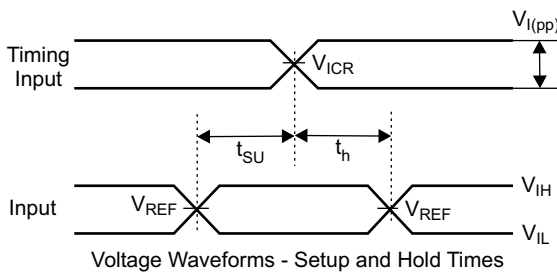 V_I(pp)
Timing
Input
V_ICR
t_SU
t_h
Input
V_REF
V_REF
V_IH
V_IL
Voltage Waveforms - Setup and Hold Times